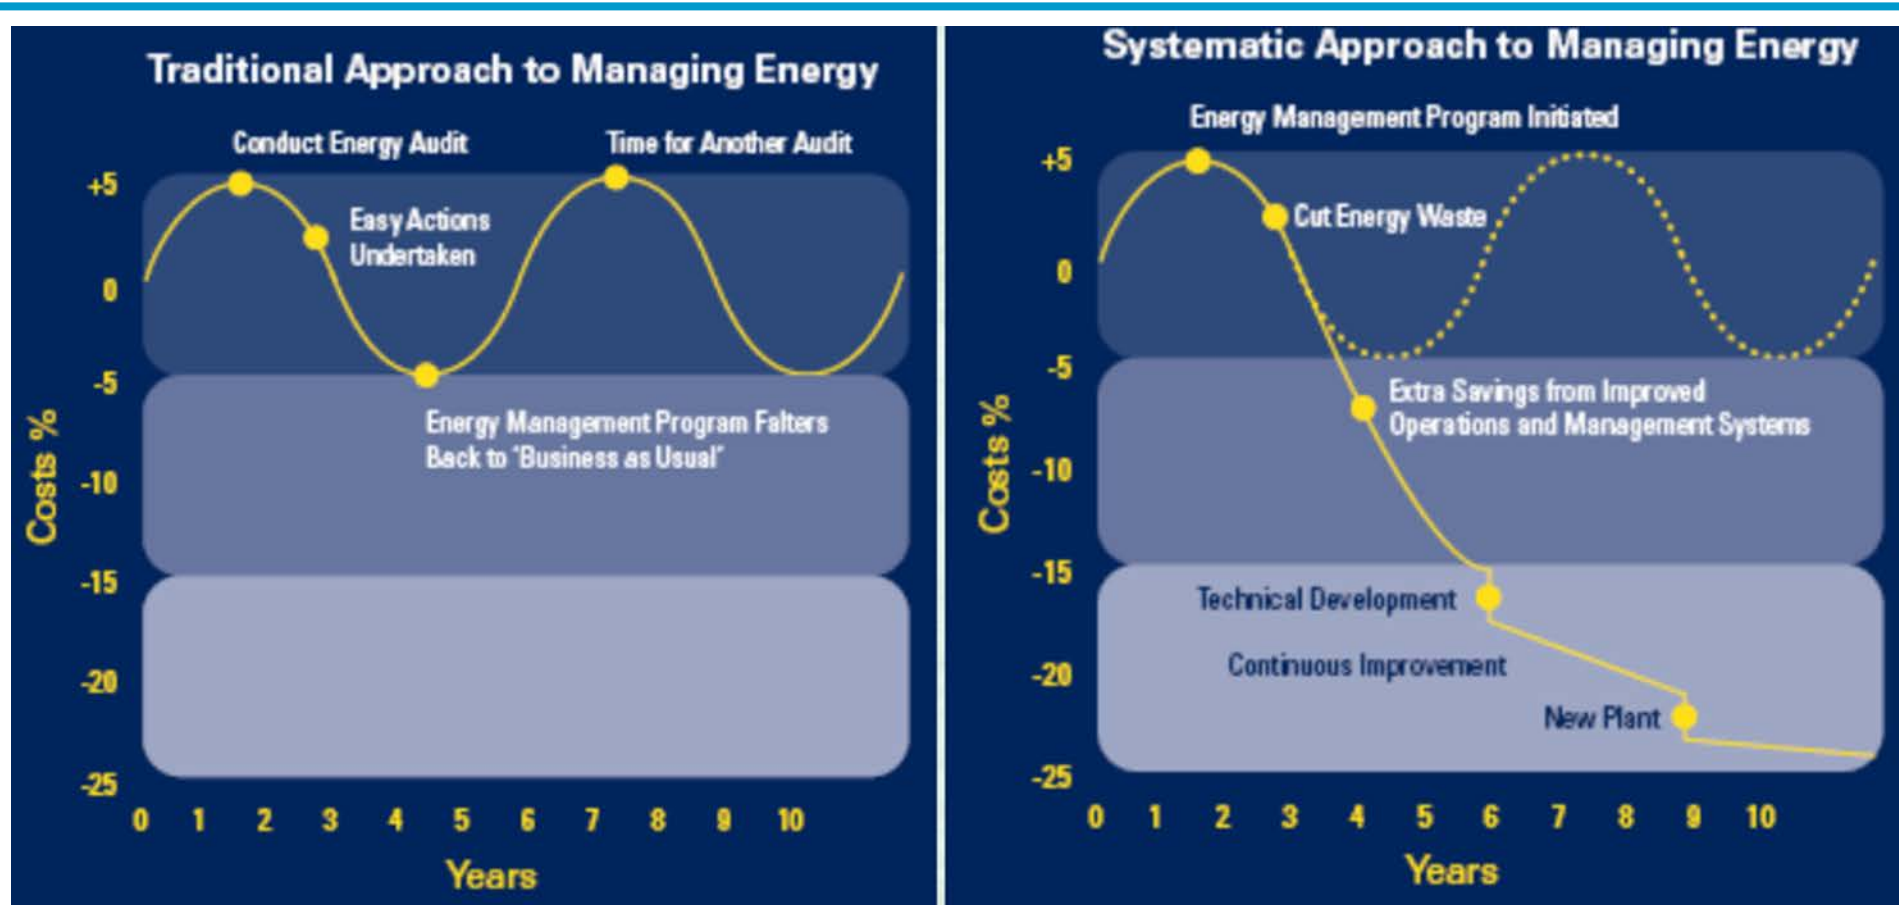 Traditional Approach to Managing Energy
Conduct Energy Audit
Time for Another Audit
+5
Easy Actions
Undertaken
0
-5
Energy Management Program Falters
Back to "Business as Usual"
-10
Costs %
-15
-20
-25
0 1 2 3 4 5 6 7 8 9 10
Years
Systematic Approach to Managing Energy
Energy Management Program Initiated
+5
Cut Energy Waste
0
-5
Extra Savings from Improved
Operations and Management Systems
-10
Costs %
-15
Technical Development
Continuous Improvement
-20
New Plant
-25
0 1 2 3 4 5 6 7 8 9 10
Years